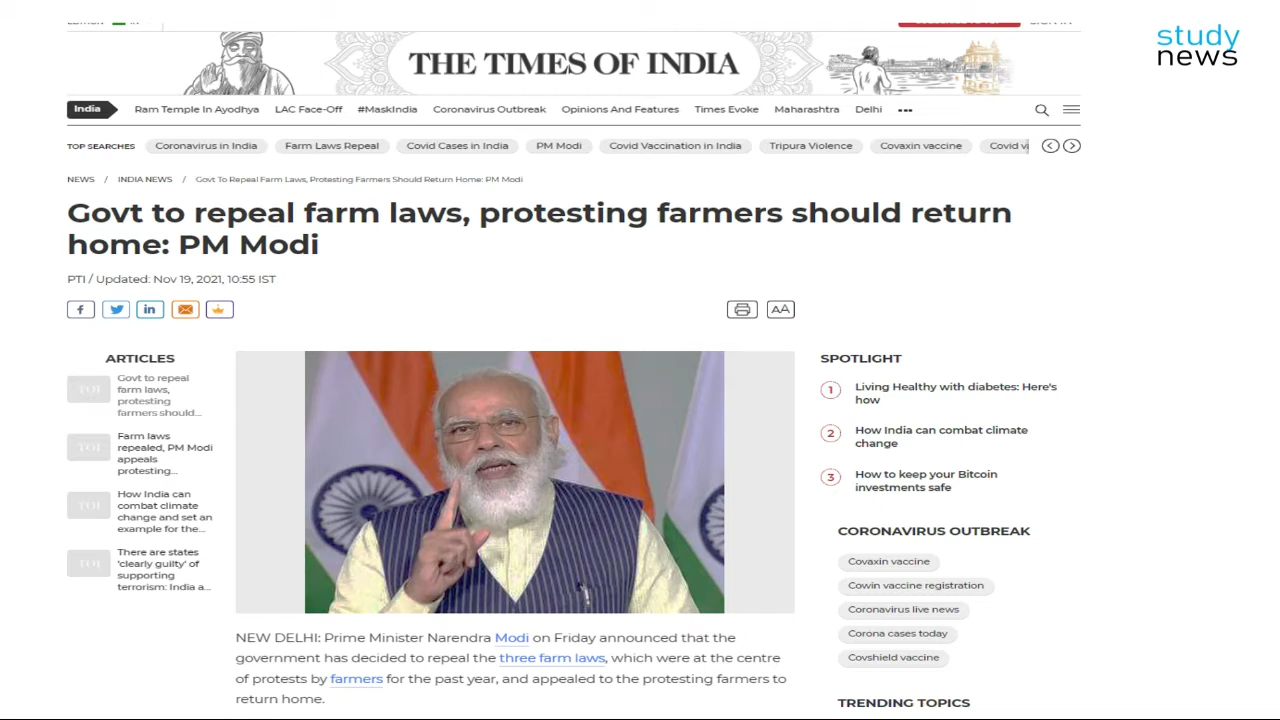 study
news
THE TIMES OF INDIA
India
Ram Temple in Ayodhya
LAC Face-Off
#MaskIndia
Coronavirus Outbreak
Opinions And Features
Times Evoke
Maharashtra
Delhi
TOP SEARCHES
Coronavirus in India
Farm Laws Repeal
Covid Cases in India
PM Modi
Covid Vaccination in India
Tripura Violence
Covaxin vaccine
NEWS / INDIA NEWS / Govt To Repeal Farm Laws, Protesting Farmers Should Return Home: PM Modi
Govt to repeal farm laws, protesting farmers should return
home: PM Modi
PTI / Updated: Nov 19, 2021, 10:55 IST
AA
ARTICLES
TOI
Govt to repeal
farm laws,
protesting
farmers should...
TOI
Farm laws
repealed, PM Modi
appeals
protesting...
TOI
How India can
combat climate
change and set an
example for the...
TOI
There are states
'clearly guilty' of
supporting
terrorism: India a...
NEW DELHI: Prime Minister Narendra Modi on Friday announced that the
government has decided to repeal the three farm laws, which were at the centre
of protests by farmers for the past year, and appealed to the protesting farmers to
return home.
SPOTLIGHT
1 Living Healthy with diabetes: Here's
how
2 How India can combat climate
change
3 How to keep your Bitcoin
investments safe
CORONAVIRUS OUTBREAK
Covaxin vaccine
Cowin vaccine registration
Coronavirus live news
Corona cases today
Covshield vaccine
TRENDING TOPICS